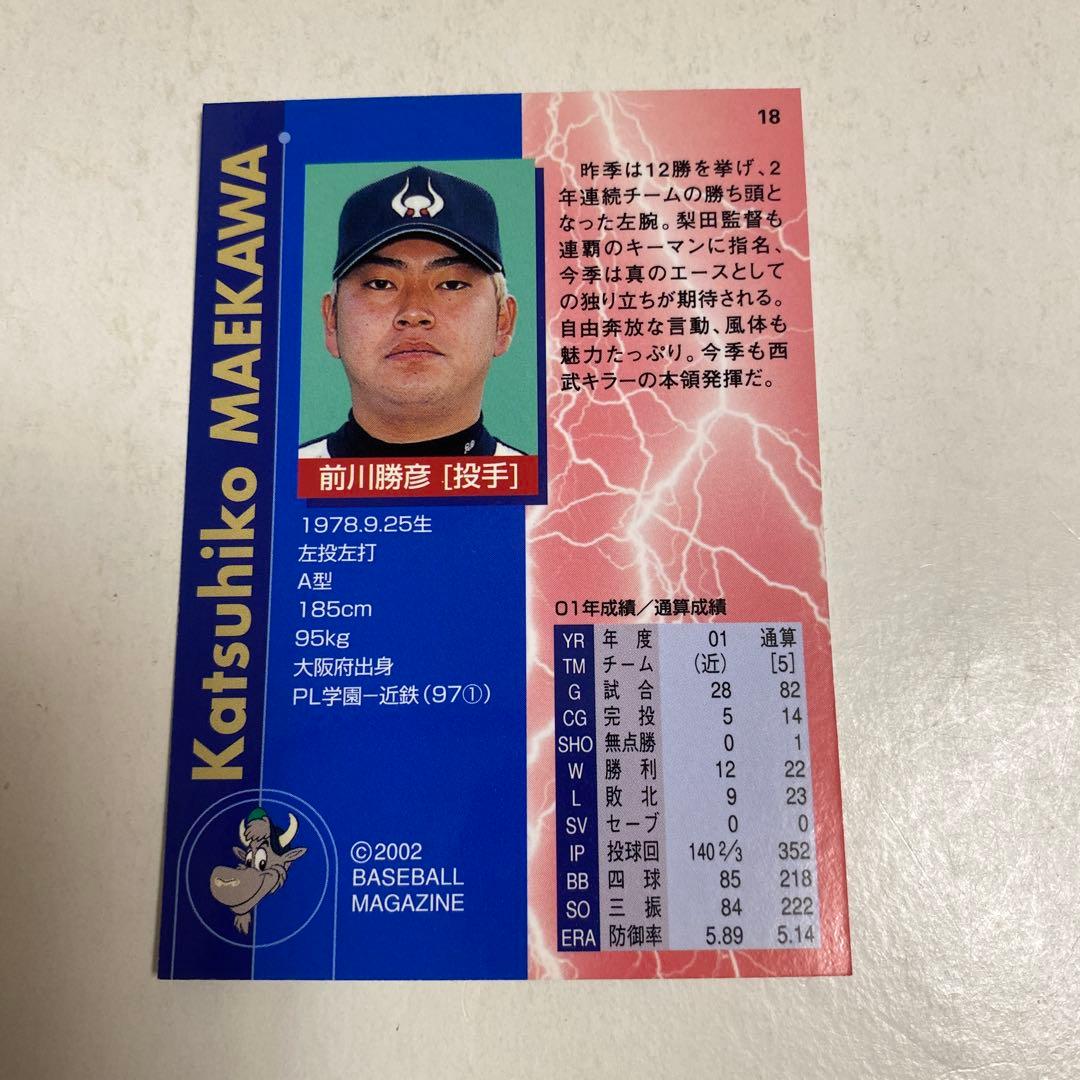 18
Katsuhiko MAEKAWA
昨季は12勝を挙げ、2
年連続チームの勝ち頭と
なった左腕。梨田監督も
連覇のキーマンに指名、
今季は真のエースとして
の独り立ちが期待される。
自由奔放な言動、風体も
魅力たっぷり。今季も西
武キラーの本領発揮だ。
前川勝彦 [投手]
1978.9.25生
左投左打
A型
185cm
95kg
大阪府出身
PL学園−近鉄(97①)
©2002
BASEBALL
MAGAZINE
01年成績／通算成績
YR 年度 01 通算
TM チーム (近) [5]
G 試合 28 82
CG 完投 5 14
SHO 無点勝 0 1
W 勝利 12 22
L 敗北 9 23
SV セーブ 0 0
IP 投球回 140 2/3 352
BB 四球 85 218
SO 三振 84 222
ERA 防御率 5.89 5.14